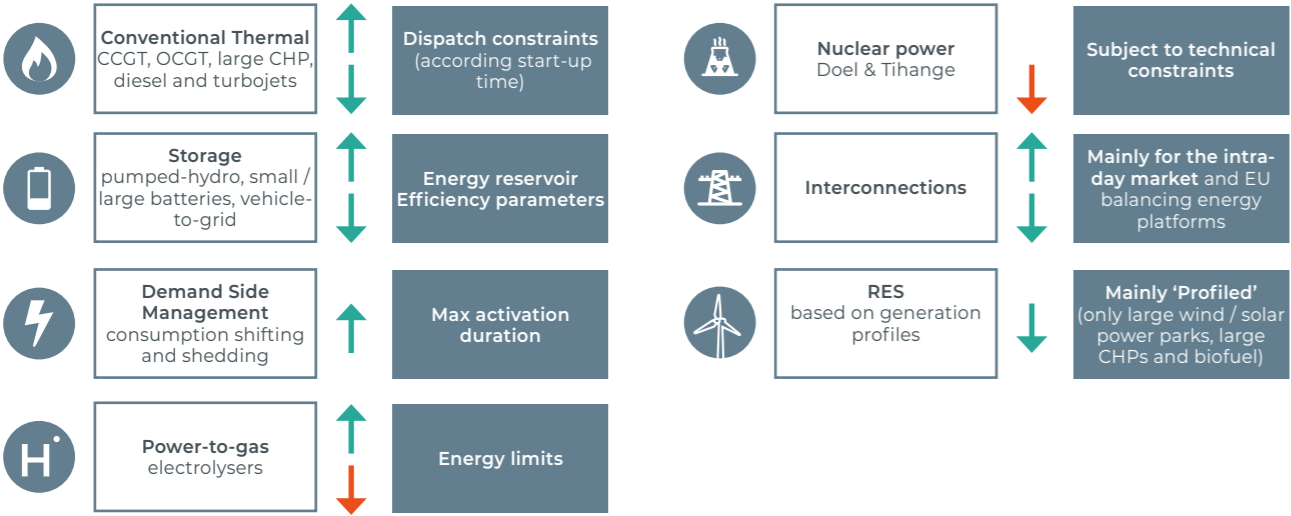 Conventional Thermal
CCGT, OCGT, large CHP,
diesel and turbojets
Dispatch constraints
(according start-up
time)
Storage
pumped-hydro, small /
large batteries, vehicle-
to-grid
Energy reservoir
Efficiency parameters
Demand Side
Management
consumption shifting
and shedding
Max activation
duration
H
Power-to-gas
electrolysers
Energy limits
Nuclear power
Doel & Tihange
Subject to technical
constraints
Interconnections
Mainly for the intra-
day market and EU
balancing energy
platforms
RES
based on generation
profiles
Mainly ‘Profiled’
(only large wind / solar
power parks, large
CHPs and biofuel)